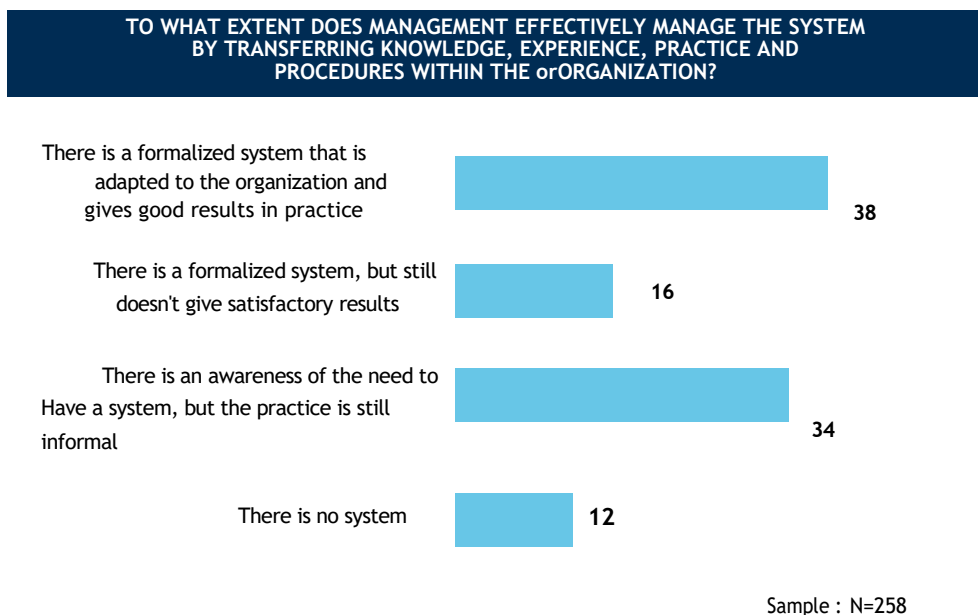 TO WHAT EXTENT DOES MANAGEMENT EFFECTIVELY MANAGE THE SYSTEM
BY TRANSFERRING KNOWLEDGE, EXPERIENCE, PRACTICE AND
PROCEDURES WITHIN THE orORGANIZATION?
There is a formalized system that is
adapted to the organization and
gives good results in practice
38
There is a formalized system, but still
doesn't give satisfactory results
16
There is an awareness of the need to
Have a system, but the practice is still
informal
34
There is no system
12
Sample : N=258